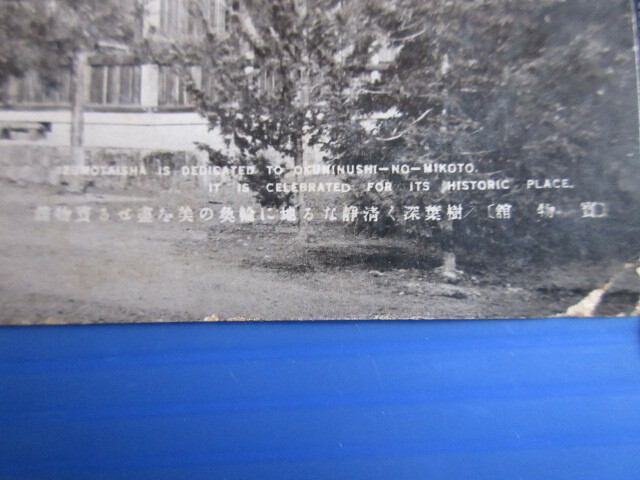 IZUMOTAISHA IS DEDICATED TO OKUNINUSHI-NO-MIKOTO.
IT IS CELEBRATED FOR ITS HISTORIC PLACE.
〔寶物館〕 樹葉深く清靜なる境に輪奐の美な盡せる寶物館